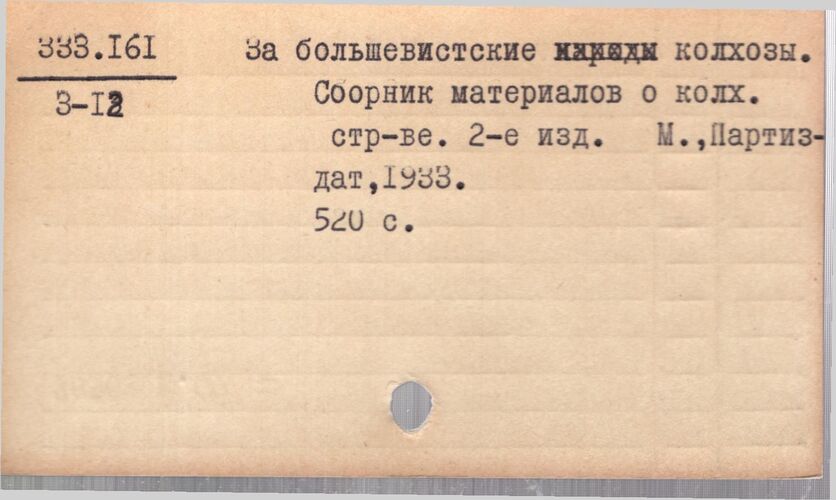 333.161 За большевистские колхозы.
З-12 Сборник материалов о колх.
стр-ве. 2-е изд. М.,Партиз-
дат,1933.
520 с.